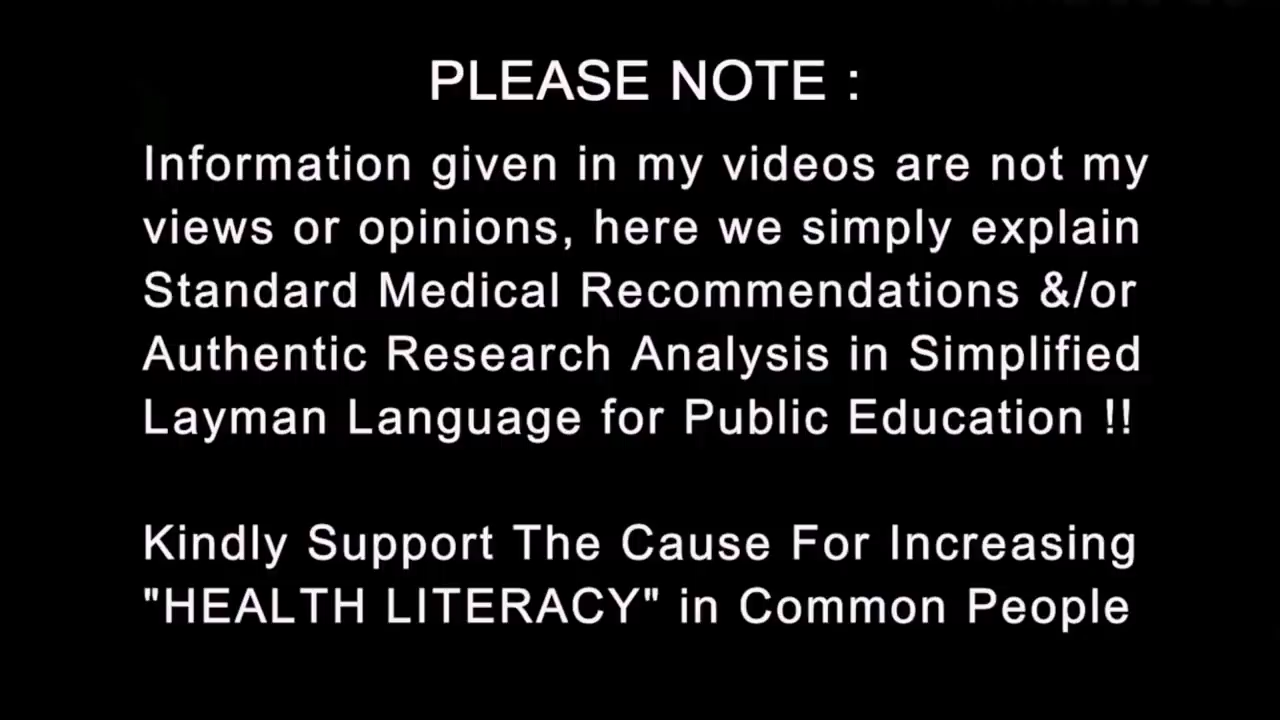 PLEASE NOTE :
Information given in my videos are not my
views or opinions, here we simply explain
Standard Medical Recommendations &/or
Authentic Research Analysis in Simplified
Layman Language for Public Education !!
Kindly Support The Cause For Increasing
"HEALTH LITERACY" in Common People